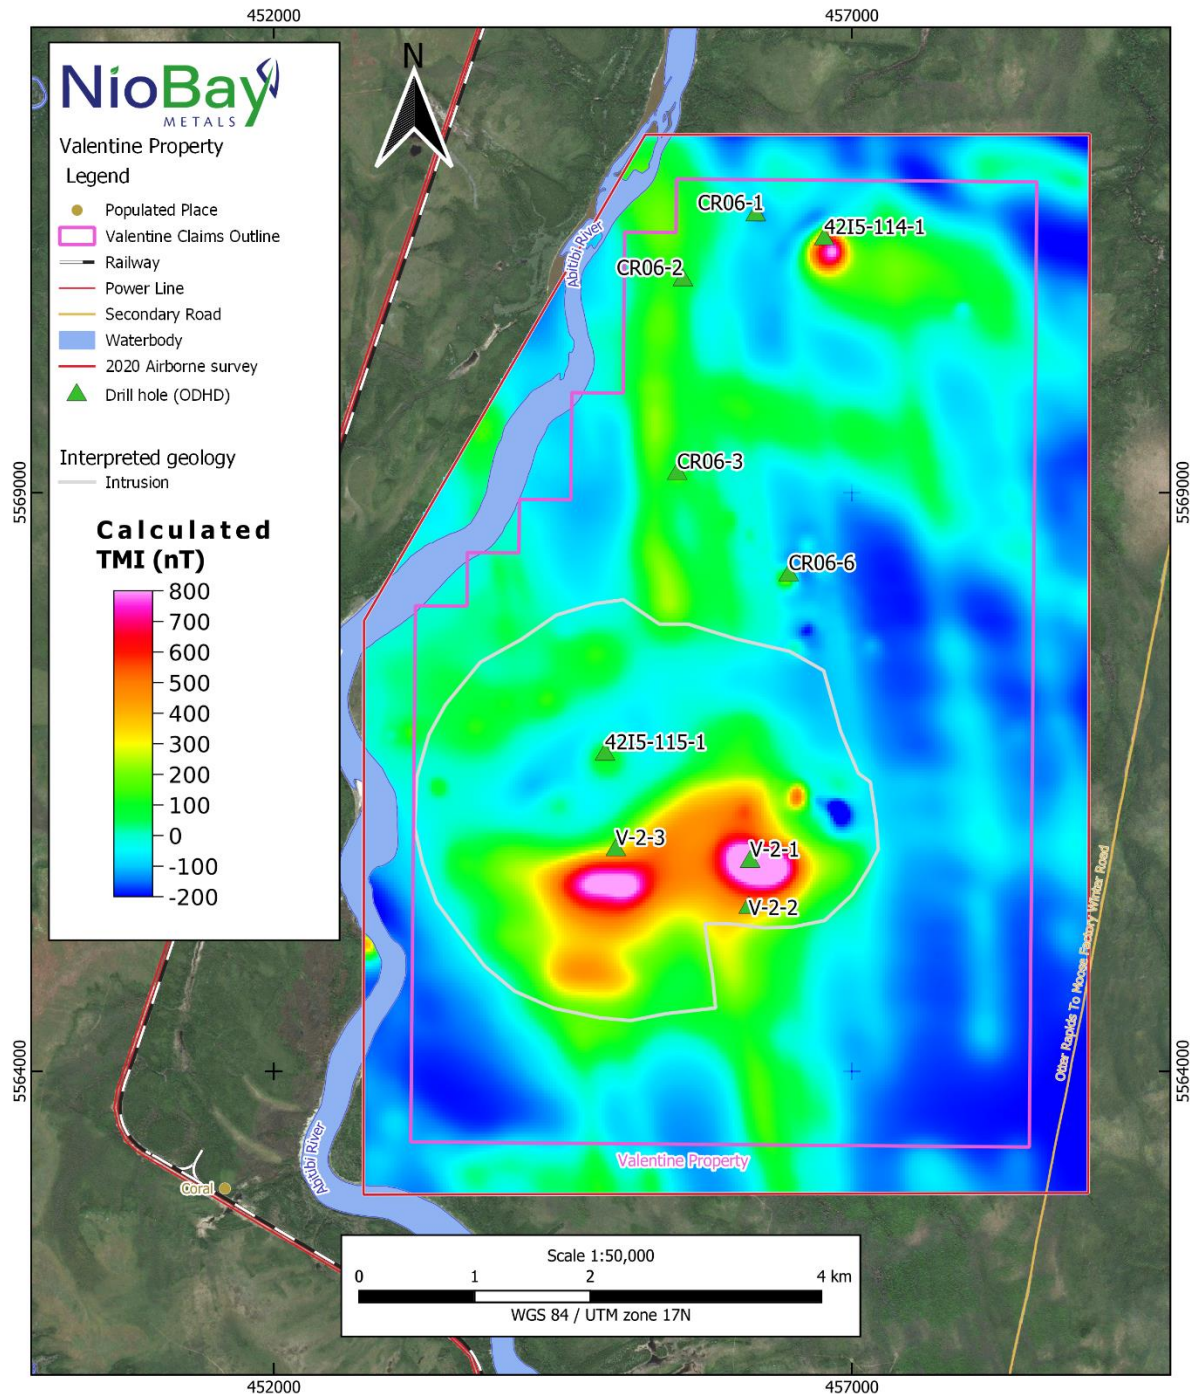 452000
457000
NioBay
METALS
Valentine Property
Legend
Populated Place
Valentine Claims Outline
Railway
Power Line
Secondary Road
Waterbody
2020 Airborne survey
Drill hole (ODHD)
Interpreted geology
Intrusion
Calculated
TMI (nT)
800
700
600
500
400
300
200
100
0
-100
-200
N
Abitibi River
CR06-1
42I5-114-1
CR06-2
CR06-3
5569000
5569000
CR06-6
42I5-115-1
V-2-3
V-2-1
V-2-2
Otter Rapids To Moose Factory Winter Road
5564000
5564000
Abitibi River
Valentine Property
Coral
Scale 1:50,000
0 1 2 4 km
WGS 84 / UTM zone 17N
452000
457000